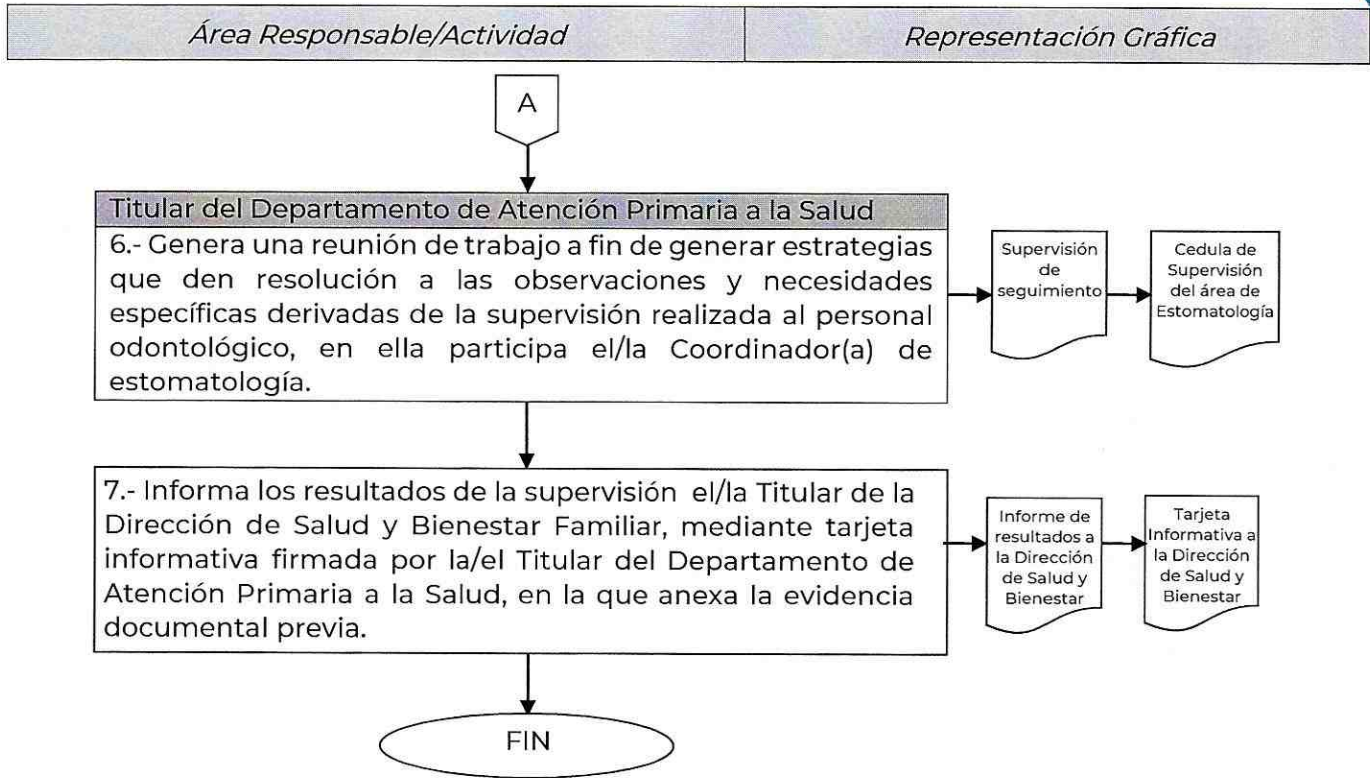 Área Responsable/Actividad
Representación Gráfica
A
Titular del Departamento de Atención Primaria a la Salud
6.- Genera una reunión de trabajo a fin de generar estrategias
que den resolución a las observaciones y necesidades
específicas derivadas de la supervisión realizada al personal
odontológico, en ella participa el/la Coordinador(a) de
estomatología.
Supervisión
de
seguimiento
Cedula de
Supervisión
del área de
Estomatología
7.- Informa los resultados de la supervisión el/la Titular de la
Dirección de Salud y Bienestar Familiar, mediante tarjeta
informativa firmada por la/el Titular del Departamento de
Atención Primaria a la Salud, en la que anexa la evidencia
documental previa.
Informe de
resultados a
la Dirección
de Salud y
Bienestar
Tarjeta
Informativa a
la Dirección
de Salud y
Bienestar
FIN